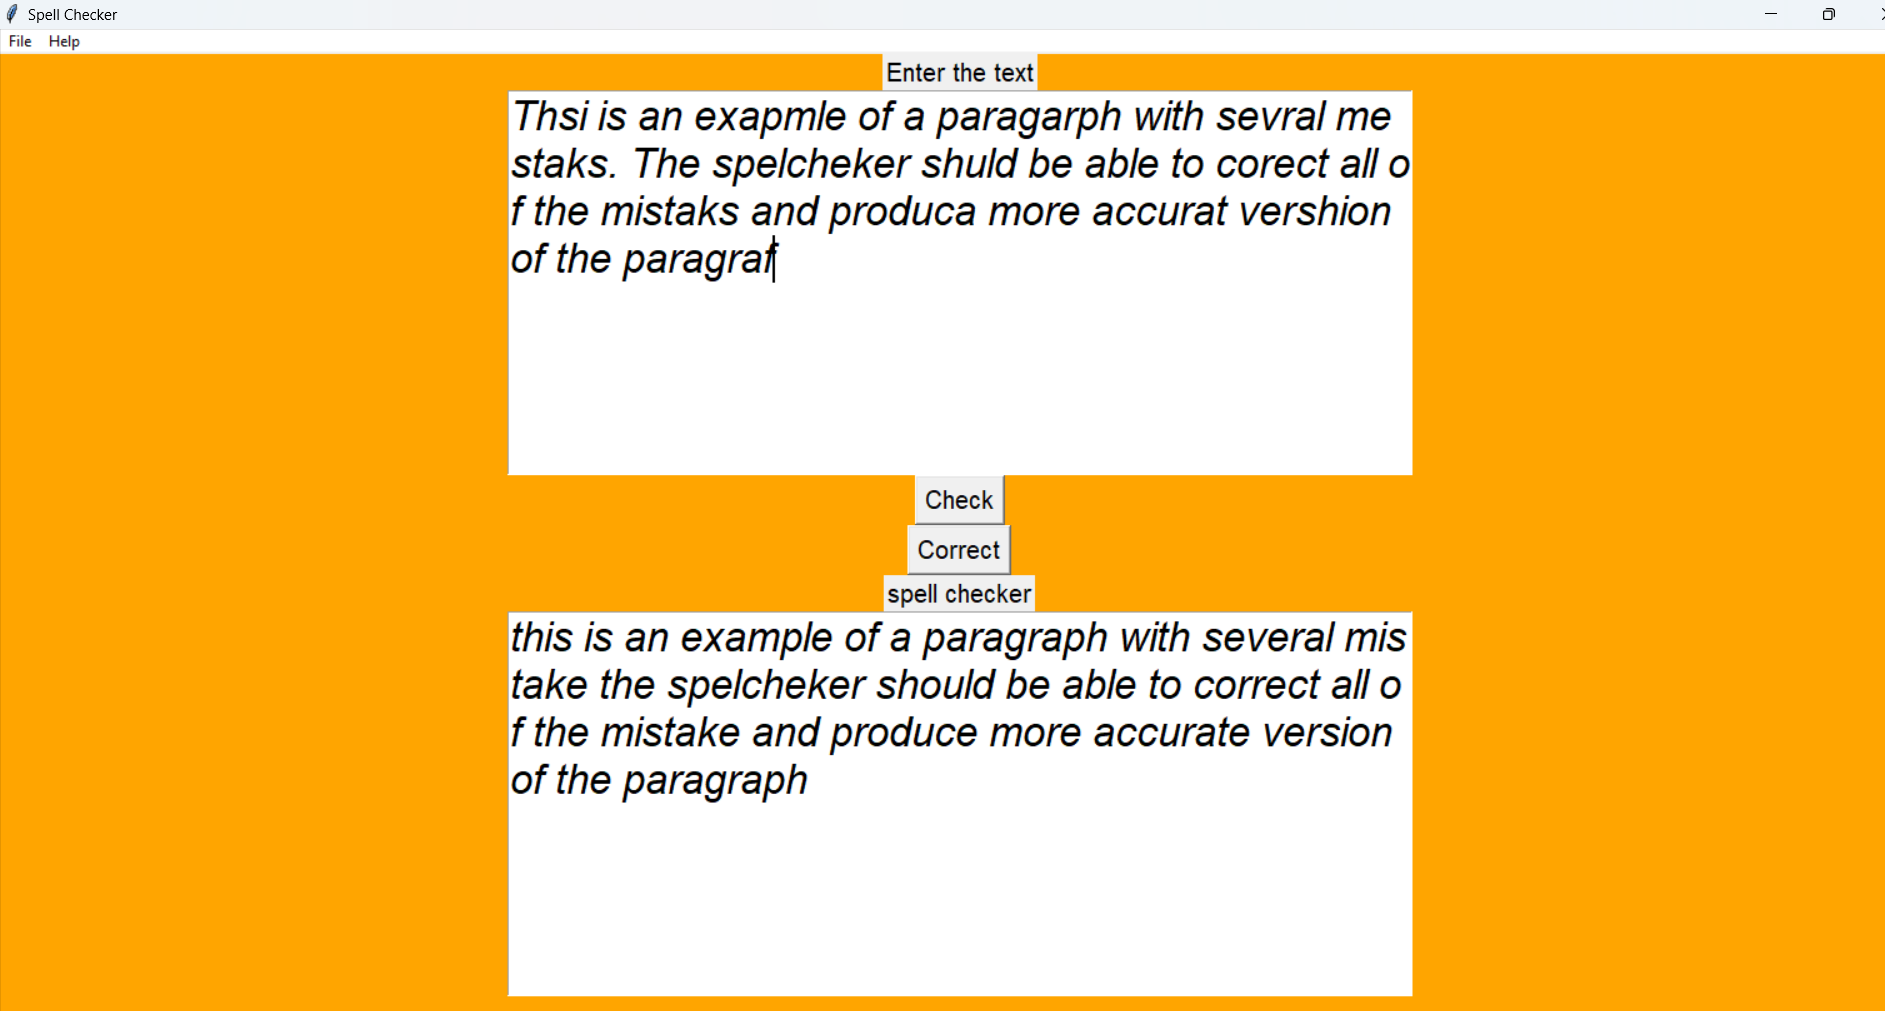 Spell Checker
File Help
Enter the text
Thsi is an exapmle of a paragarph with sevral me
staks. The spelcheker shuld be able to corect all o
f the mistaks and produca more accurat vershion
of the paragraf
Check
Correct
spell checker
this is an example of a paragraph with several mis
take the spelcheker should be able to correct all o
f the mistake and produce more accurate version
of the paragraph